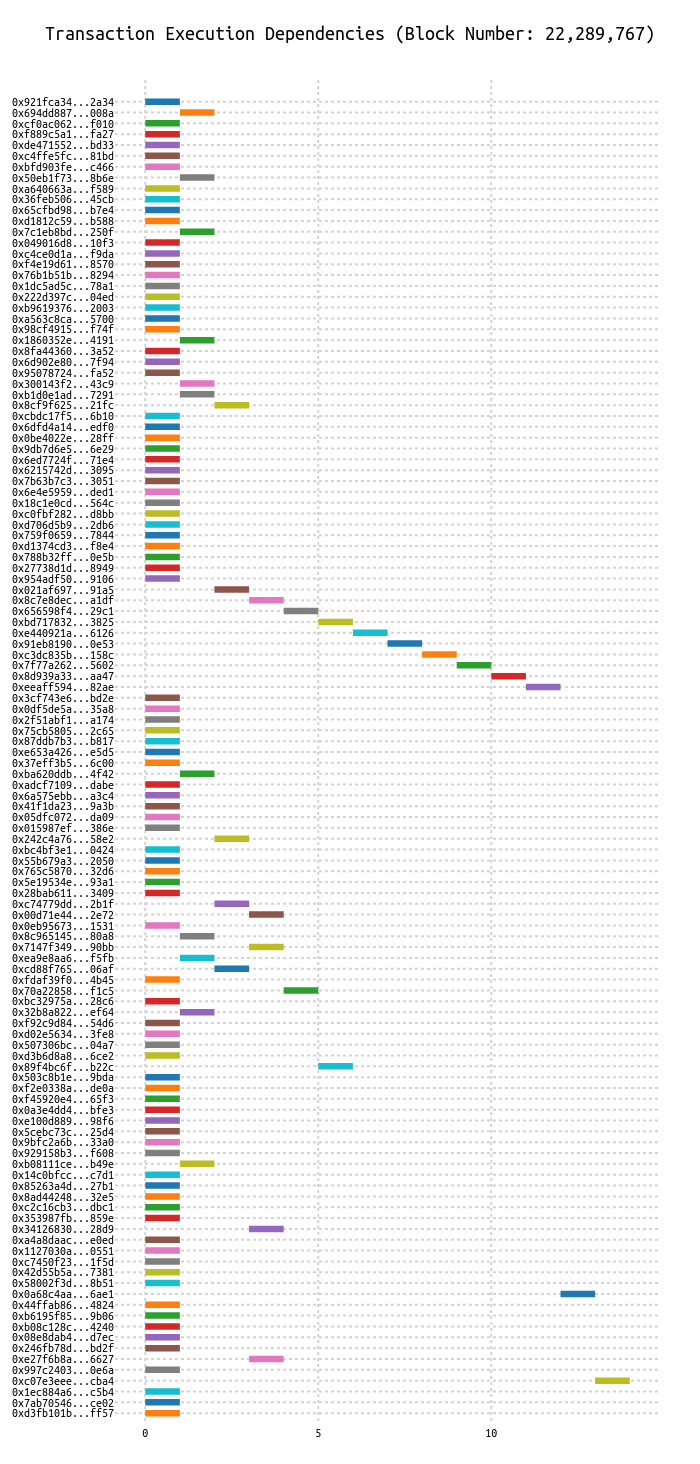 Transaction Execution Dependencies (Block Number: 22,289,767)
0x921fca34...2a34
0x694dd887...008a
0xcf0ac062...f010
0xf889c5a1...fa27
0xde471552...bd33
0xc4ffe5fc...81bd
0xbfd903fe...c466
0x50eb1f73...8b6e
0xa640663a...f589
0x36feb506...45cb
0x65cfbd98...b7e4
0xd1812c59...b588
0x7c1eb8bd...250f
0x049016d8...10f3
0xc4ce0d1a...f9da
0xf4e19d61...8570
0x76b1b51b...8294
0x1dc5ad5c...78a1
0x222d397c...04ed
0xb9619376...2003
0xa563c8ca...5700
0x98cf4915...f74f
0x1860352e...4191
0x8fa44360...3a52
0x6d902e80...7f94
0x95078724...fa52
0x300143f2...43c9
0xb1d0e1ad...7291
0x8cf9f625...21fc
0xcbdc17f5...6b10
0x6dfd4a14...edf0
0x0be4022e...28ff
0x9db7d6e5...6e29
0x6ed7724f...71e4
0x6215742d...3095
0x7b63b7c3...3051
0x6e4e5959...ded1
0x18c1e0cd...564c
0xc0fbf282...d8bb
0xd706d5b9...2db6
0x759f0659...7844
0xd1374cd3...f8e4
0x788b32ff...0e5b
0x27738d1d...8949
0x954adf50...9106
0x021af697...91a5
0x8c7e8dec...a1df
0x656598f4...29c1
0xbd717832...3825
0xe440921a...6126
0x91eb8190...0e53
0xc3dc835b...158c
0x7f77a262...5602
0x8d939a33...aa47
0xeeaff594...82ae
0x3cf743e6...bd2e
0x0df5de5a...35a8
0x2f51abf1...a174
0x75cb5805...2c65
0x87ddb7b3...b817
0xe653a426...e5d5
0x37eff3b5...6c00
0xba620ddb...4f42
0xadcf7109...dabe
0x6a575ebb...a3c4
0x41f1da23...9a3b
0x05dfc072...da09
0x015987ef...386e
0x242c4a76...58e2
0xbc4bf3e1...0424
0x55b679a3...2050
0x765c5870...32d6
0x5e19534e...93a1
0x28bab611...3409
0xc74779dd...2b1f
0x00d71e44...2e72
0x0eb95673...1531
0x8c965145...80a8
0x7147f349...90bb
0xea9e8aa6...f5fb
0xcd88f765...06af
0xfdaf39f0...4b45
0x70a22858...f1c5
0xbc32975a...28c6
0x32b8a822...ef64
0xf92c9d84...54d6
0xd02e5634...3fe8
0x507306bc...04a7
0xd3b6d8a8...6ce2
0x89f4bc6f...b22c
0x503c8b1e...9bda
0xf2e0338a...de0a
0xf45920e4...65f3
0x0a3e4dd4...bfe3
0xe100d889...98f6
0x5cebc73c...25d4
0x9bfc2a6b...33a0
0x929158b3...f608
0xb08111ce...b49e
0x14c0bfcc...c7d1
0x85263a4d...27b1
0x8ad44248...32e5
0xc2c16cb3...dbc1
0x353987fb...859e
0x34126830...28d9
0xa4a8daac...e0ed
0x1127030a...0551
0xc7450f23...1f5d
0x42d55b5a...7381
0x58002f3d...8b51
0x0a68c4aa...6ae1
0x44ffab86...4824
0xb6195f85...9b06
0xb08c128c...4240
0x08e8dab4...d7ec
0x246fb78d...bd2f
0xe27f6b8a...6627
0x997c2403...0e6a
0xc07e3eee...cba4
0x1ec884a6...c5b4
0x7ab70546...ce02
0xd3fb101b...ff57
0 5 10